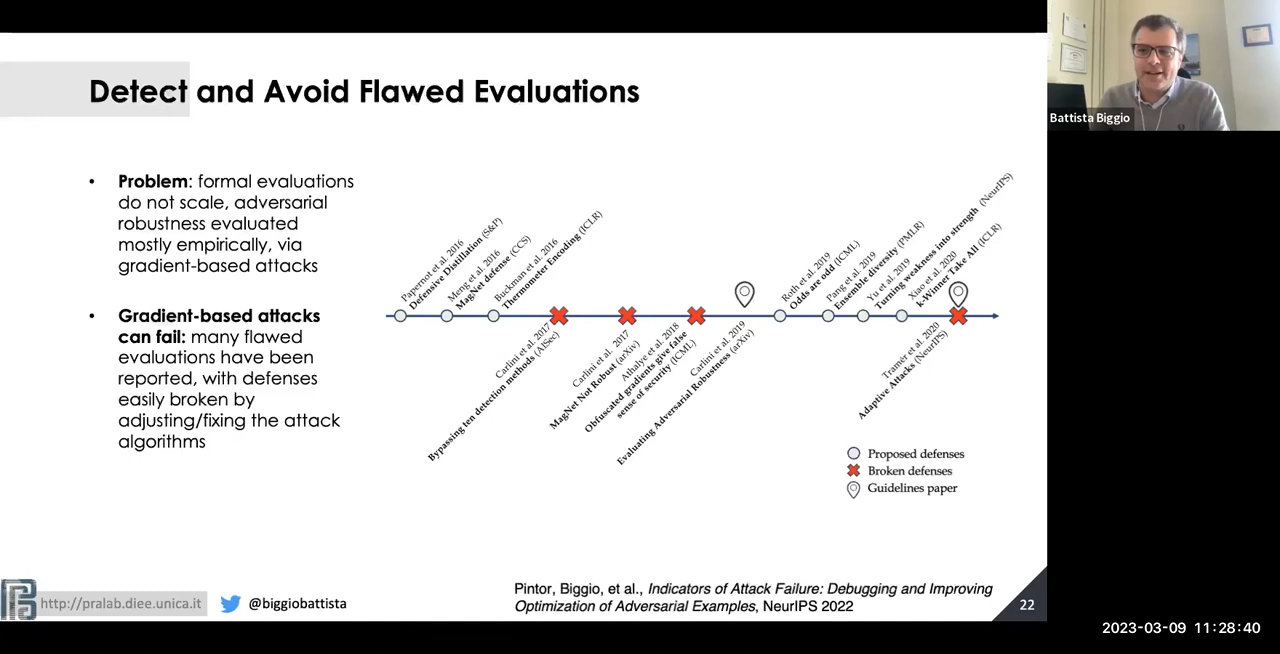 Detect and Avoid Flawed Evaluations
Battista Biggio
• Problem: formal evaluations
do not scale, adversarial
robustness evaluated
mostly empirically, via
gradient-based attacks
• Gradient-based attacks
can fail: many flawed
evaluations have been
reported, with defenses
easily broken by
adjusting/fixing the attack
algorithms
Papernot et al. 2016
Defensive Distillation (S&P)
Meng et al. 2016
MagNet defense (CCS)
Buckman et al. 2016
Thermometer Encoding (ICLR)
Carlini et al. 2017
Bypassing ten detection methods (AISec)
Carlini et al. 2017
MagNet Not Robust (arXiv)
Athalye et al. 2018
Obfuscated gradients give false
sense of security (ICML)
Carlini et al. 2019
Evaluating Adversarial Robustness (arXiv)
Roth et al. 2019
Odds are odd (ICML)
Pang et al. 2019
Ensemble diversity (PMLR)
Yu et al. 2019
Turning weakness into strength (NeurIPS)
Xiao et al. 2020
k-Winner Take All (ICLR)
Tramèr et al. 2020
Adaptive Attacks (NeurIPS)
Proposed defenses
Broken defenses
Guidelines paper
http://pralab.diee.unica.it
@biggiobattista
Pintor, Biggio, et al., Indicators of Attack Failure: Debugging and Improving
Optimization of Adversarial Examples, NeurIPS 2022
22
2023-03-09 11:28:40